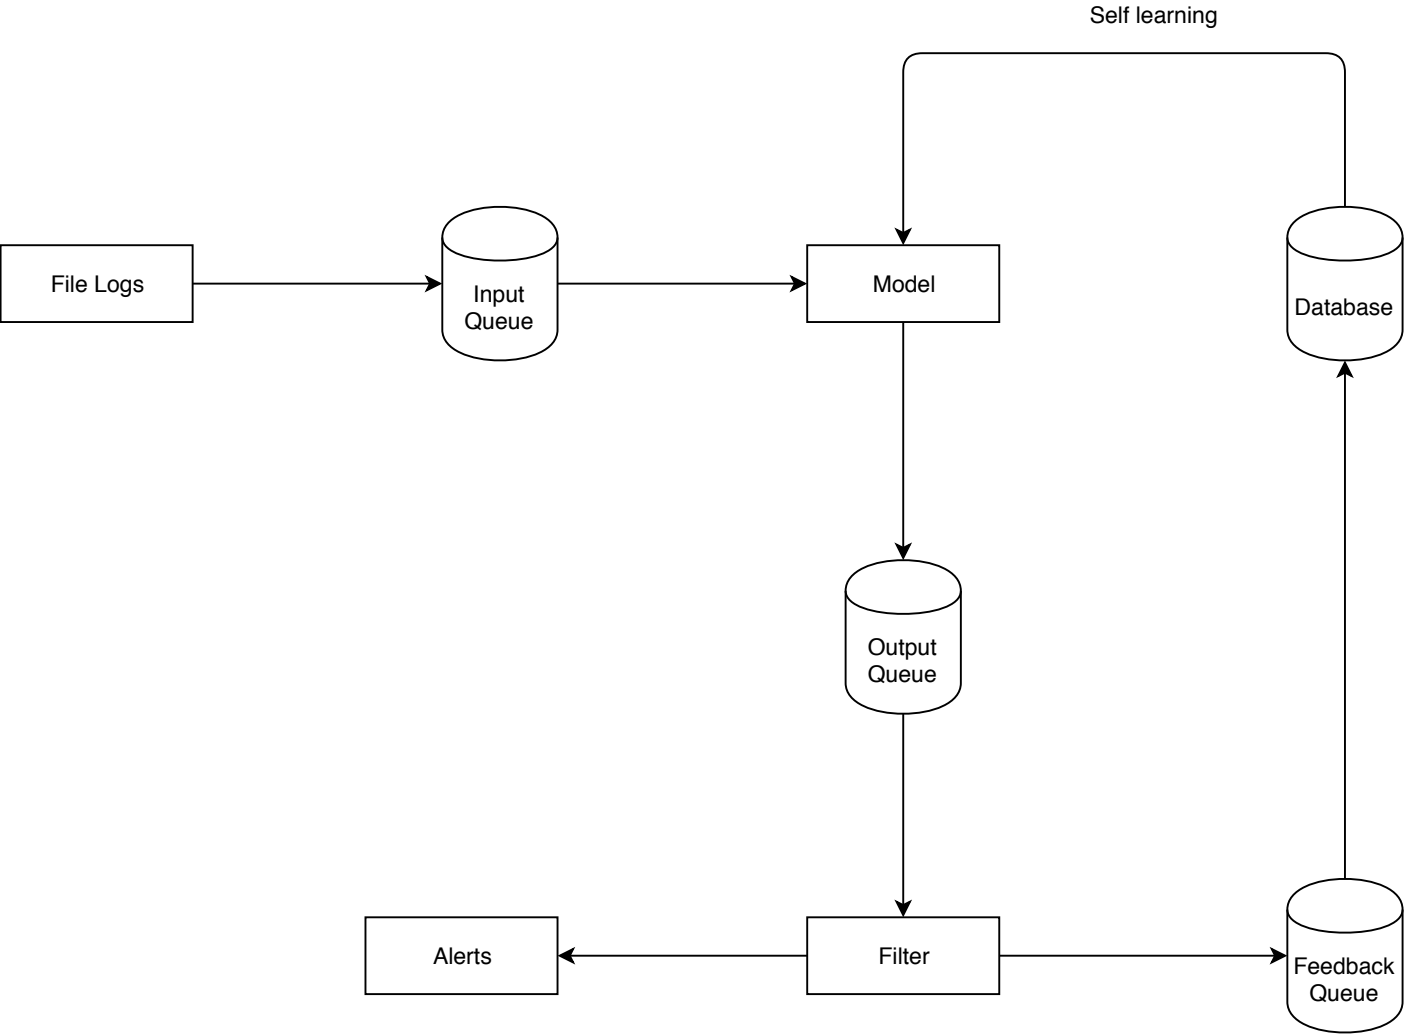 Self learning
File Logs
Input
Queue
Model
Database
Output
Queue
Alerts
Filter
Feedback
Queue